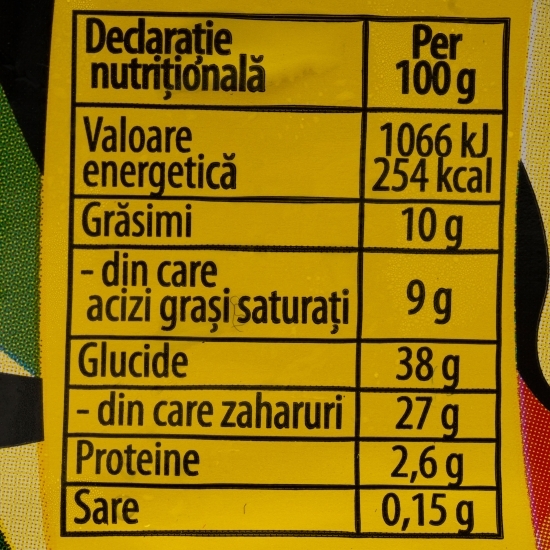 Declarație
nutrițională
Per
100 g
Valoare
energetică
1066 kJ
254 kcal
Grăsimi
10 g
- din care
acizi grași saturați
9 g
Glucide
38 g
- din care zaharuri
27 g
Proteine
2,6 g
Sare
0,15 g